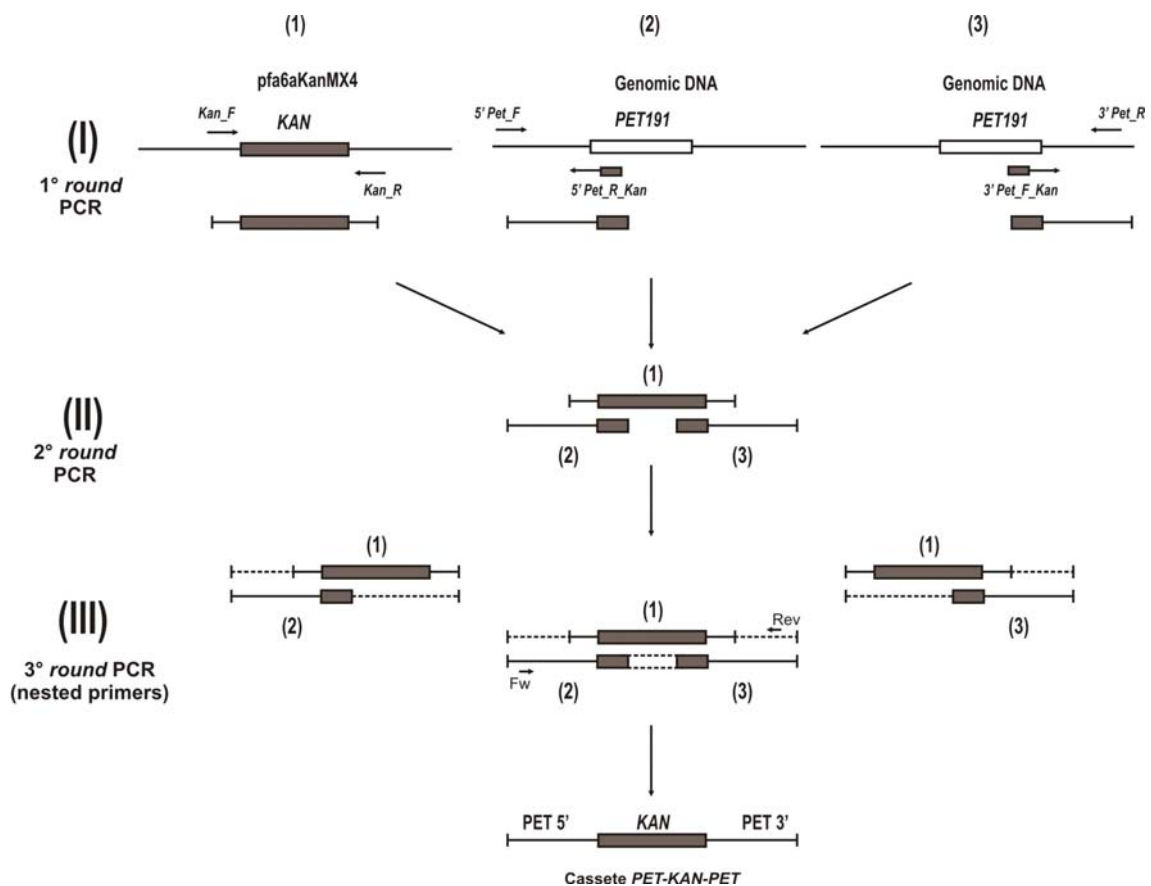 (1)
(2)
(3)
pfa6aKanMX4
Genomic DNA
Genomic DNA
Kan_F
KAN
5' Pet_F
PET191
PET191
3' Pet_R
(I)
1° round
PCR
Kan_R
5' Pet_R_Kan
3' Pet_F_Kan
(1)
(II)
2° round
PCR
(2)
(3)
(1)
(1)
(2)
(3)
(III)
3° round PCR
(nested primers)
(1)
Rev
Fw
(2)
(3)
PET 5'
KAN
PET 3'
Cassete PET-KAN-PET